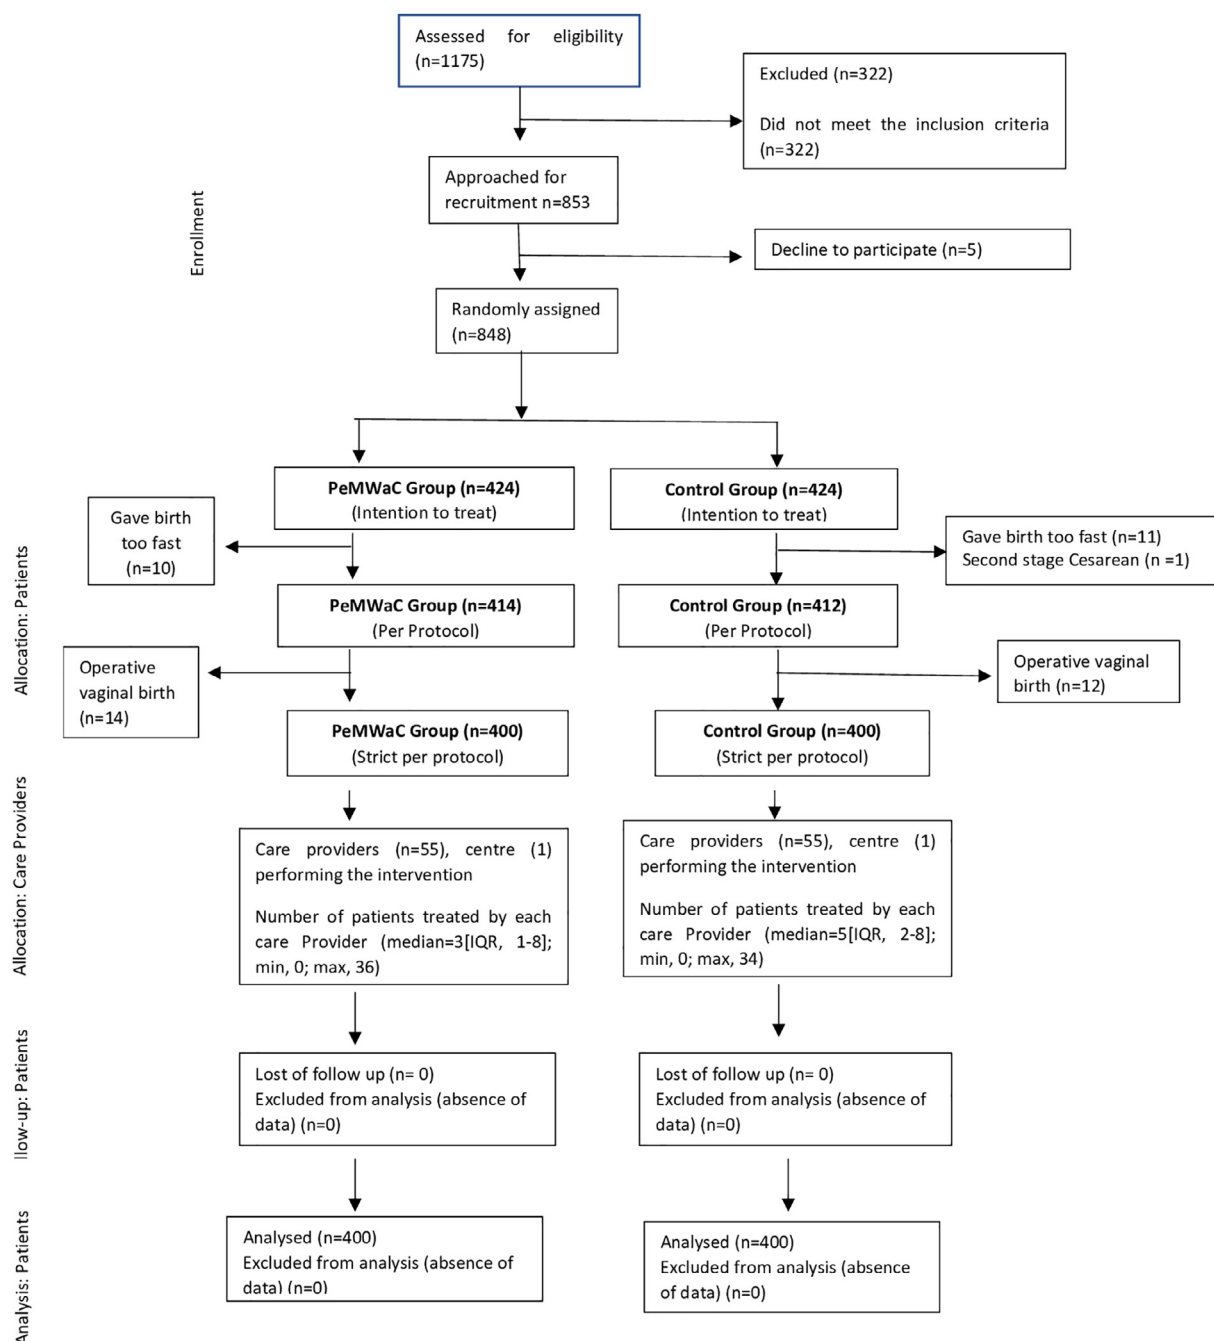 Assessed for eligibility
(n=1175)
Excluded (n=322)
Did not meet the inclusion criteria
(n=322)
Approached for
recruitment n=853
Enrollment
Decline to participate (n=5)
Randomly assigned
(n=848)
PeMWaC Group (n=424)
(Intention to treat)
Control Group (n=424)
(Intention to treat)
Gave birth
too fast
(n=10)
Gave birth too fast (n=11)
Second stage Cesarean (n =1)
Allocation: Patients
PeMWaC Group (n=414)
(Per Protocol)
Control Group (n=412)
(Per Protocol)
Operative
vaginal birth
(n=14)
Operative vaginal
birth (n=12)
PeMWaC Group (n=400)
(Strict per protocol)
Control Group (n=400)
(Strict per protocol)
Allocation: Care Providers
Care providers (n=55), centre (1)
performing the intervention
Number of patients treated by each
care Provider (median=3[IQR, 1-8];
min, 0; max, 36)
Care providers (n=55), centre (1)
performing the intervention
Number of patients treated by each
care Provider (median=5[IQR, 2-8];
min, 0; max, 34)
llow-up: Patients
Lost of follow up (n= 0)
Excluded from analysis (absence of
data) (n=0)
Lost of follow up (n= 0)
Excluded from analysis (absence of
data) (n=0)
Analysis: Patients
Analysed (n=400)
Excluded from analysis (absence of
data) (n=0)
Analysed (n=400)
Excluded from analysis (absence
of data) (n=0)